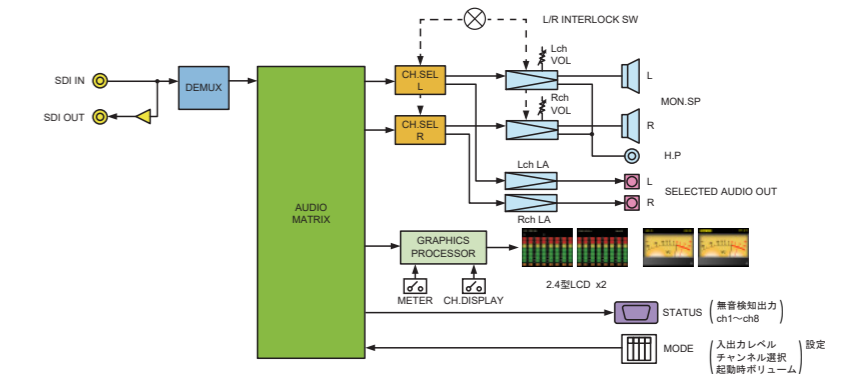 L/R INTERLOCK SW
Lch
VOL
SDI IN
DEMUX
CH.SEL
L
L
MON.SP
Rch
VOL
SDI OUT
CH.SEL
R
R
H.P
Lch LA
L
SELECTED AUDIO OUT
R
Rch LA
AUDIO
MATRIX
GRAPHICS
PROCESSOR
2.4型LCD x2
METER
CH.DISPLAY
STATUS
無音検知出力
ch1～ch8
MODE
入出力レベル
チャンネル選択
起動時ボリューム
設定